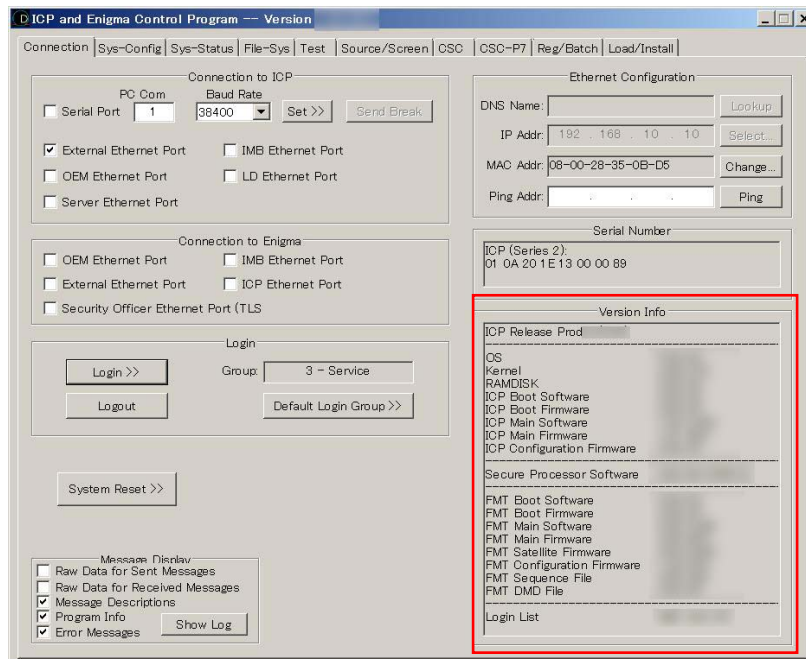 ICP and Enigma Control Program -- Version
Connection Sys-Config Sys-Status File-Sys Test Source/Screen CSC CSC-P7 Reg/Batch Load/Install
Connection to ICP
PC Com Baud Rate
Serial Port 1 38400 Set >> Send Break
External Ethernet Port IMB Ethernet Port
OEM Ethernet Port LD Ethernet Port
Server Ethernet Port
Connection to Enigma
OEM Ethernet Port IMB Ethernet Port
External Ethernet Port ICP Ethernet Port
Security Officer Ethernet Port (TLS
Login
Login >> Group: 3 - Service
Logout Default Login Group >>
System Reset >>
Message Display
Raw Data for Sent Messages
Raw Data for Received Messages
Message Descriptions
Program Info
Error Messages Show Log
Ethernet Configuration
DNS Name: Lookup
IP Addr: 192 . 168 . 10 . 10 Select...
MAC Addr: 08-00-28-35-0B-D5 Change...
Ping Addr: . . . Ping
Serial Number
ICP (Series 2):
01 0A 20 1E 13 00 00 89
Version Info
ICP Release Prod
OS
Kernel
RAMDISK
ICP Boot Software
ICP Boot Firmware
ICP Main Software
ICP Main Firmware
ICP Configuration Firmware
Secure Processor Software
FMT Boot Software
FMT Boot Firmware
FMT Main Software
FMT Main Firmware
FMT Satellite Firmware
FMT Configuration Firmware
FMT Sequence File
FMT DMD File
Login List